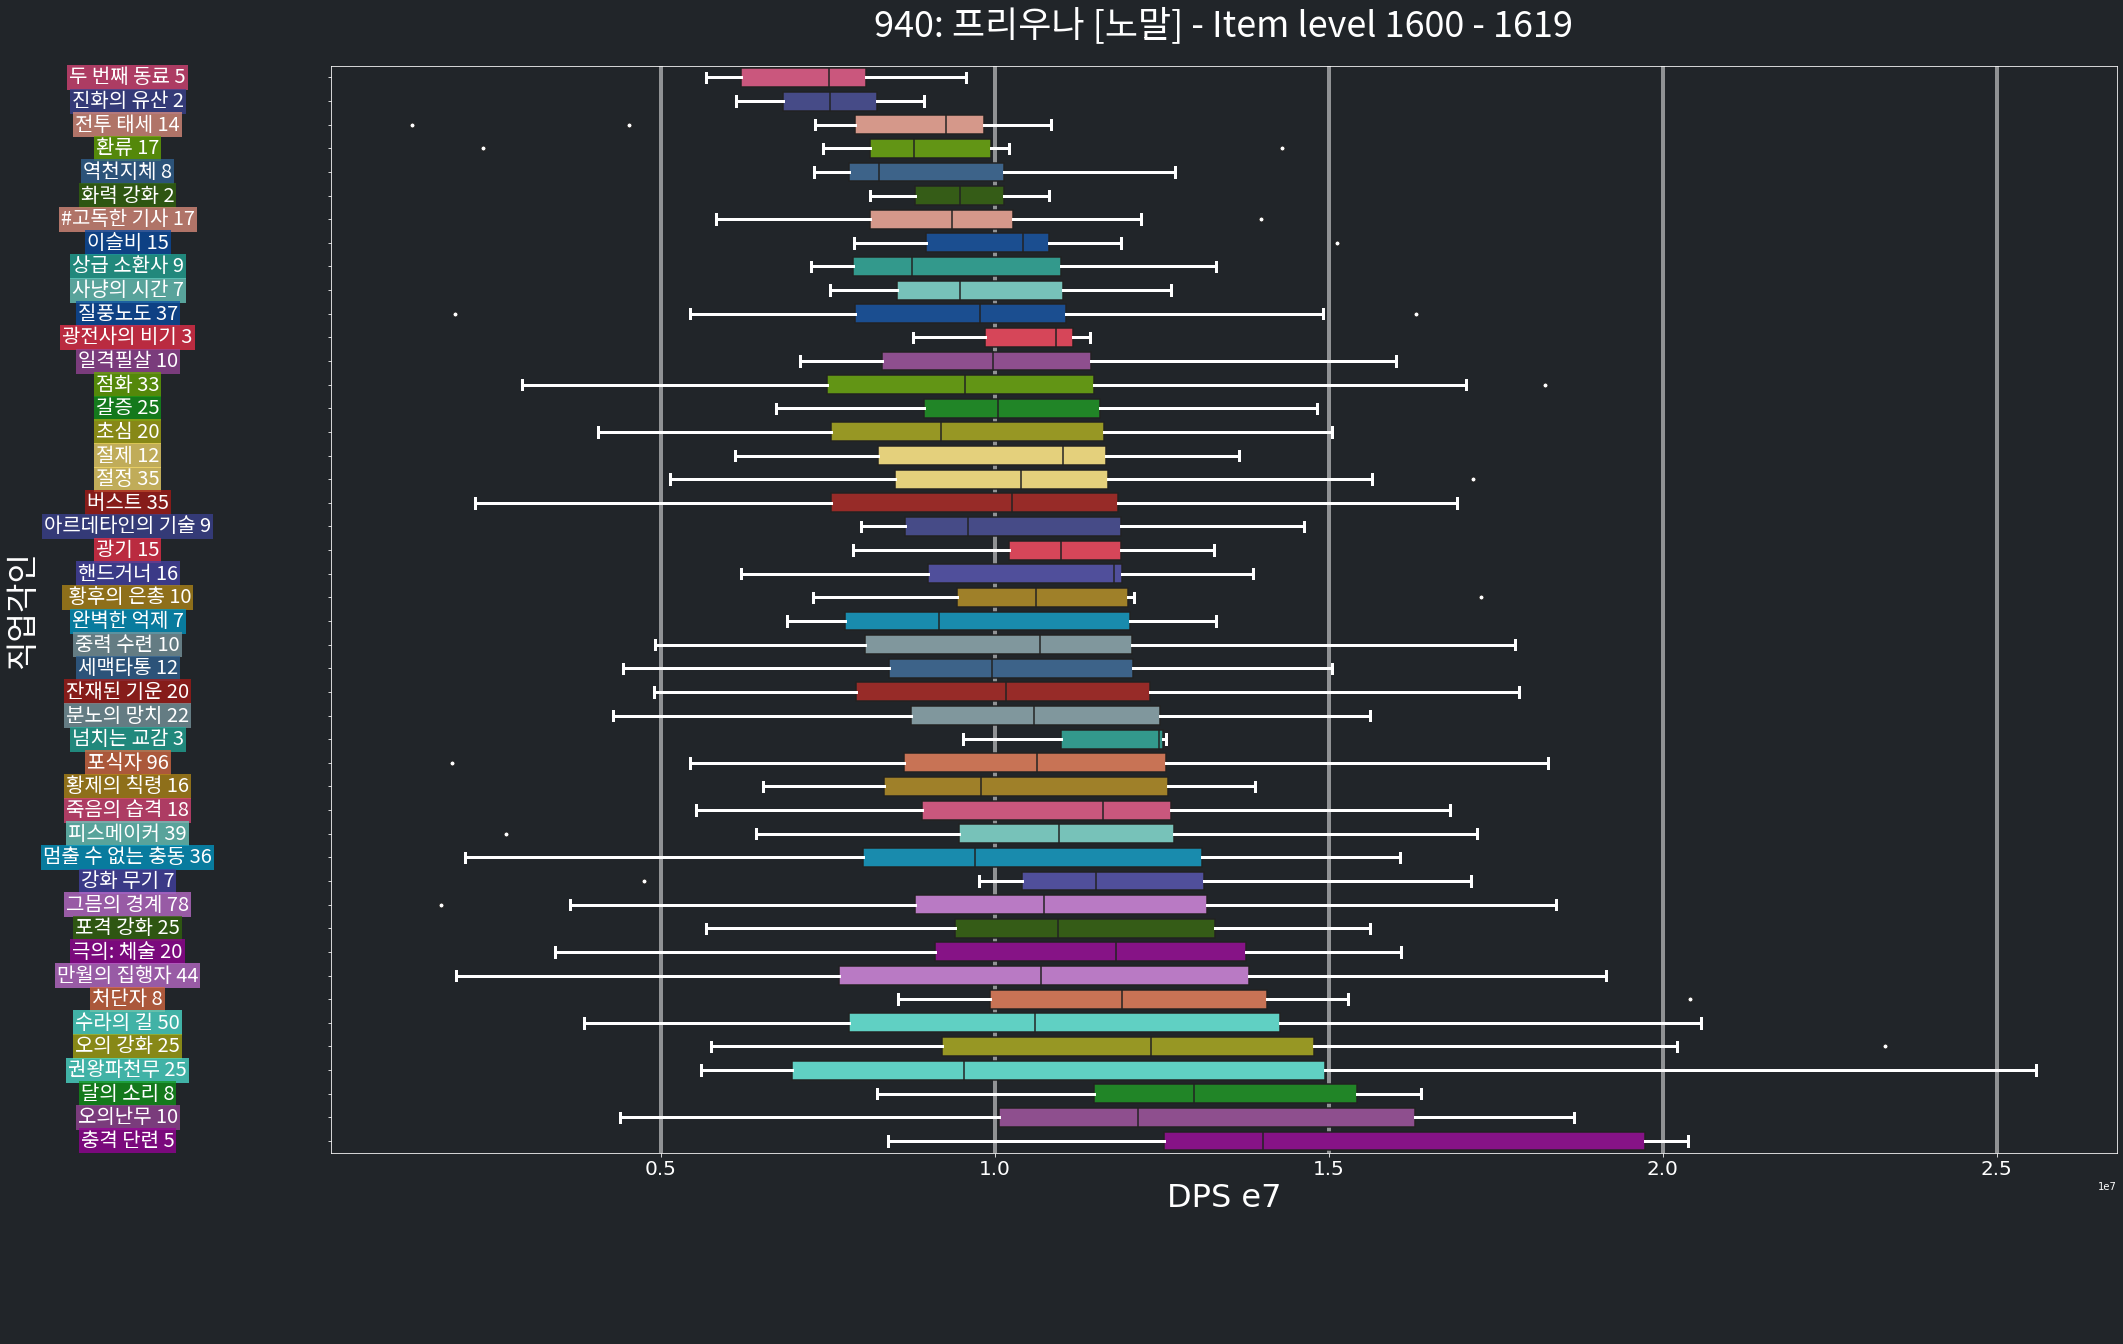 940: 프리우나 [노말] - Item level 1600 - 1619
두 번째 동료 5
진화의 유산 2
전투 태세 14
환류 17
역천지체 8
화력 강화 2
#고독한 기사 17
이슬비 15
상급 소환사 9
사냥의 시간 7
질풍노도 37
광전사의 비기 3
일격필살 10
점화 33
갈증 25
초심 20
절제 12
절정 35
버스트 35
아르데타인의 기술 9
광기 15
핸드거너 16
황후의 은총 10
완벽한 억제 7
중력 수련 10
세맥타통 12
잔재된 기운 20
분노의 망치 22
넘치는 교감 3
포식자 96
황제의 칙령 16
죽음의 습격 18
피스메이커 39
멈출 수 없는 충동 36
강화 무기 7
그믐의 경계 78
포격 강화 25
극의: 체술 20
만월의 집행자 44
처단자 8
수라의 길 50
오의 강화 25
권왕파천무 25
달의 소리 8
오의난무 10
충격 단련 5
직업각인
0.5 1.0 1.5 2.0 2.5
1e7
DPS e7